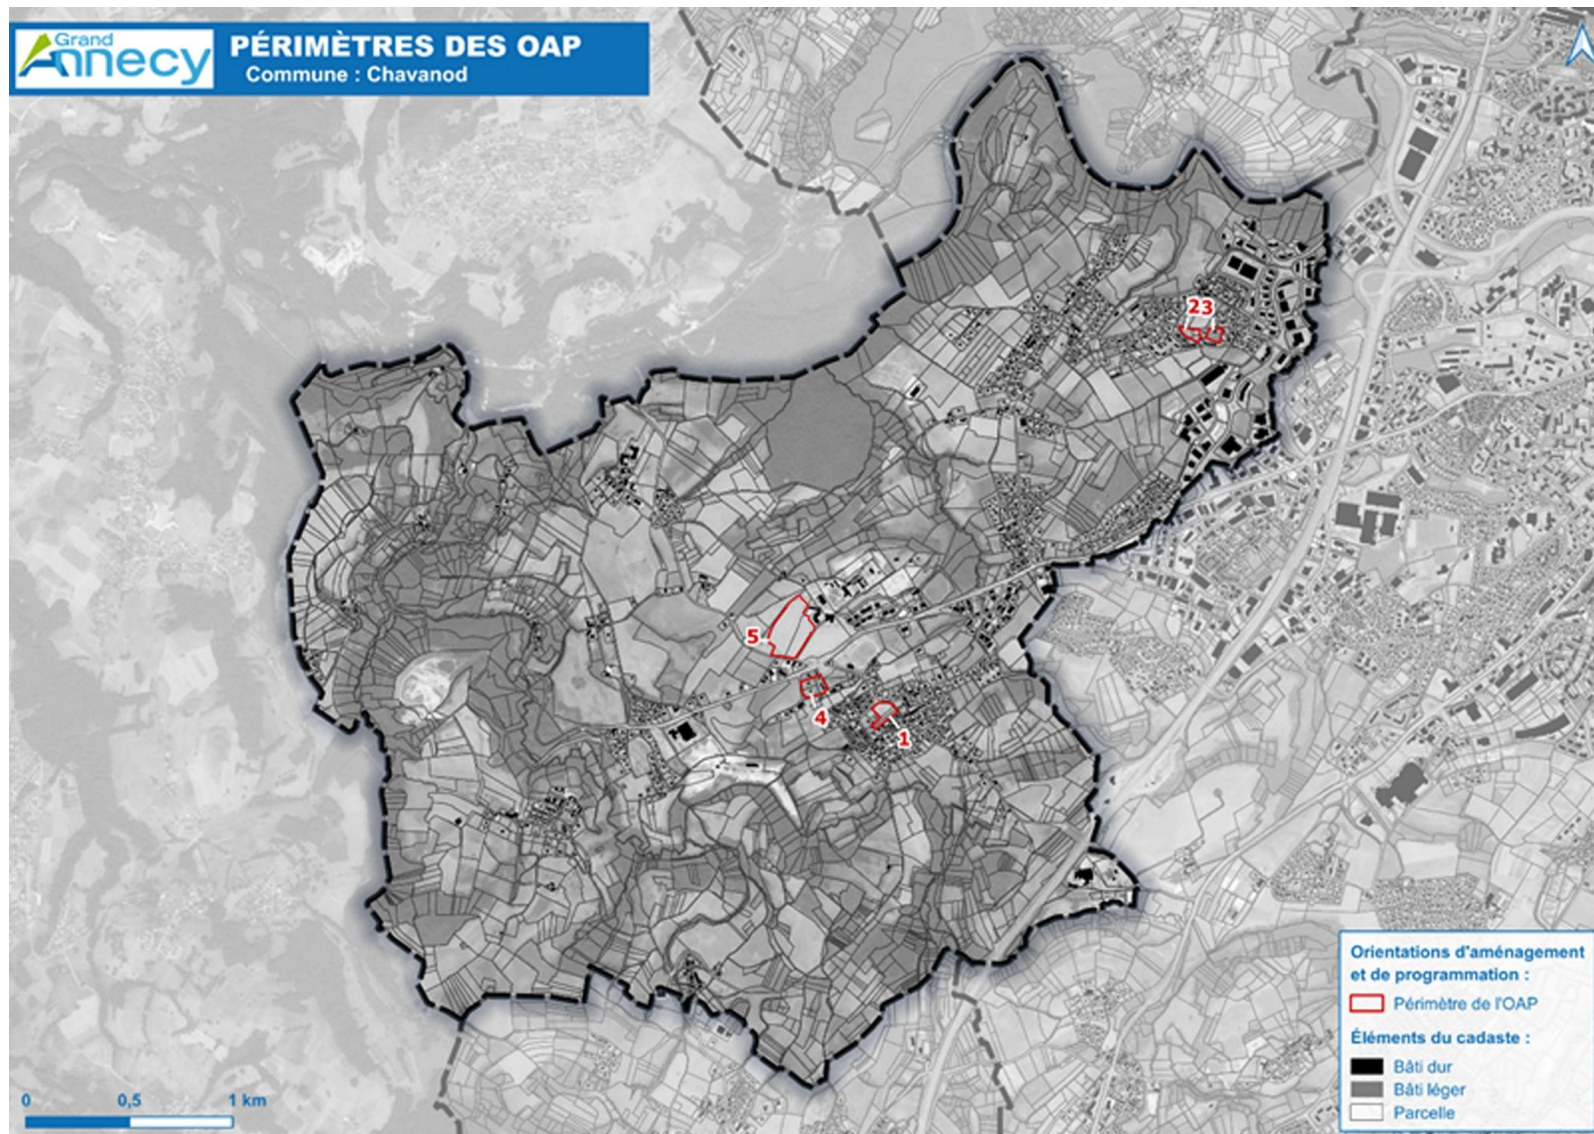 Grand
Annecy
PÉRIMÈTRES DES OAP
Commune : Chavanod
23
5
4
1
Orientations d'aménagement
et de programmation :
Périmètre de l'OAP
Éléments du cadaste :
Bâti dur
Bâti léger
Parcelle
0 0,5 1 km